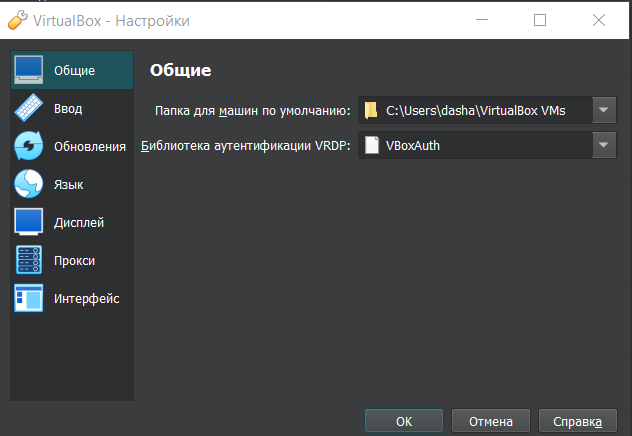 VirtualBox - Настройки
Общие
Ввод
Обновления
Язык
Дисплей
Прокси
Интерфейс
Общие
Папка для машин по умолчанию: C:\Users\dasha\VirtualBox VMs
Библиотека аутентификации VRDP: VBoxAuth
OK Отмена Справка